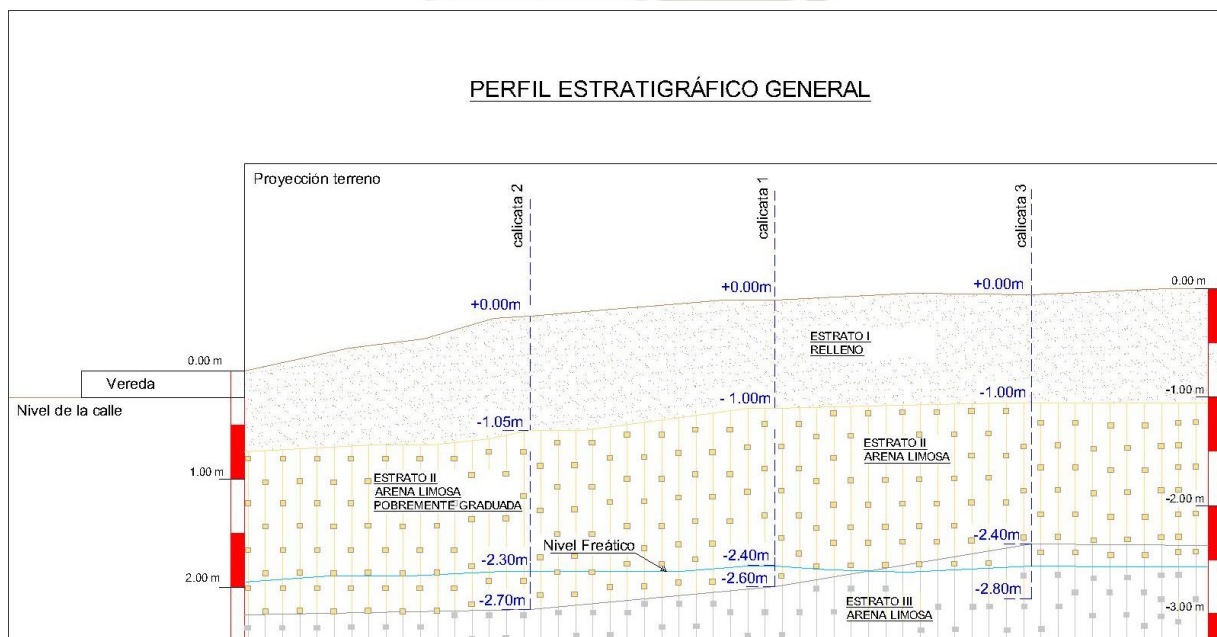 PERFIL ESTRATIGRÁFICO GENERAL
Proyección terreno
calicata 2
calicata 1
calicata 3
+0.00m
+0.00m
+0.00m
0.00 m
ESTRATO I
RELLENO
0.00 m
Vereda
Nivel de la calle
-1.05m
- 1.00m
-1.00m
-1.00 m
ESTRATO II
ARENA LIMOSA
1.00 m
ESTRATO II
ARENA LIMOSA
POBREMENTE GRADUADA
-2.00 m
Nivel Freático
-2.30m
-2.40m
-2.40m
2.00 m
-2.60m
-2.70m
-2.80m
ESTRATO III
ARENA LIMOSA
-3.00 m